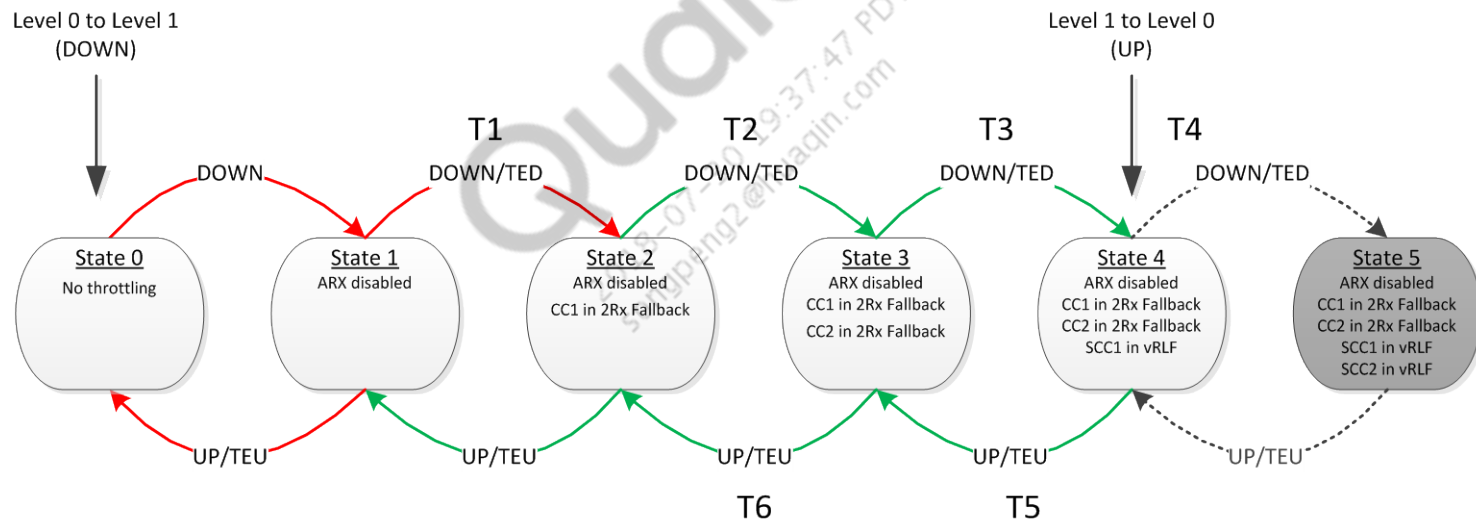 Level 0 to Level 1
(DOWN)
Level 1 to Level 0
(UP)
T1
T2
T3
T4
DOWN
DOWN/TED
DOWN/TED
DOWN/TED
DOWN/TED
State 0
No throttling
State 1
ARX disabled
State 2
ARX disabled
CC1 in 2Rx Fallback
State 3
ARX disabled
CC1 in 2Rx Fallback
CC2 in 2Rx Fallback
State 4
ARX disabled
CC1 in 2Rx Fallback
CC2 in 2Rx Fallback
SCC1 in vRLF
State 5
ARX disabled
CC1 in 2Rx Fallback
CC2 in 2Rx Fallback
SCC1 in vRLF
SCC2 in vRLF
UP/TEU
UP/TEU
UP/TEU
UP/TEU
UP/TEU
T6
T5